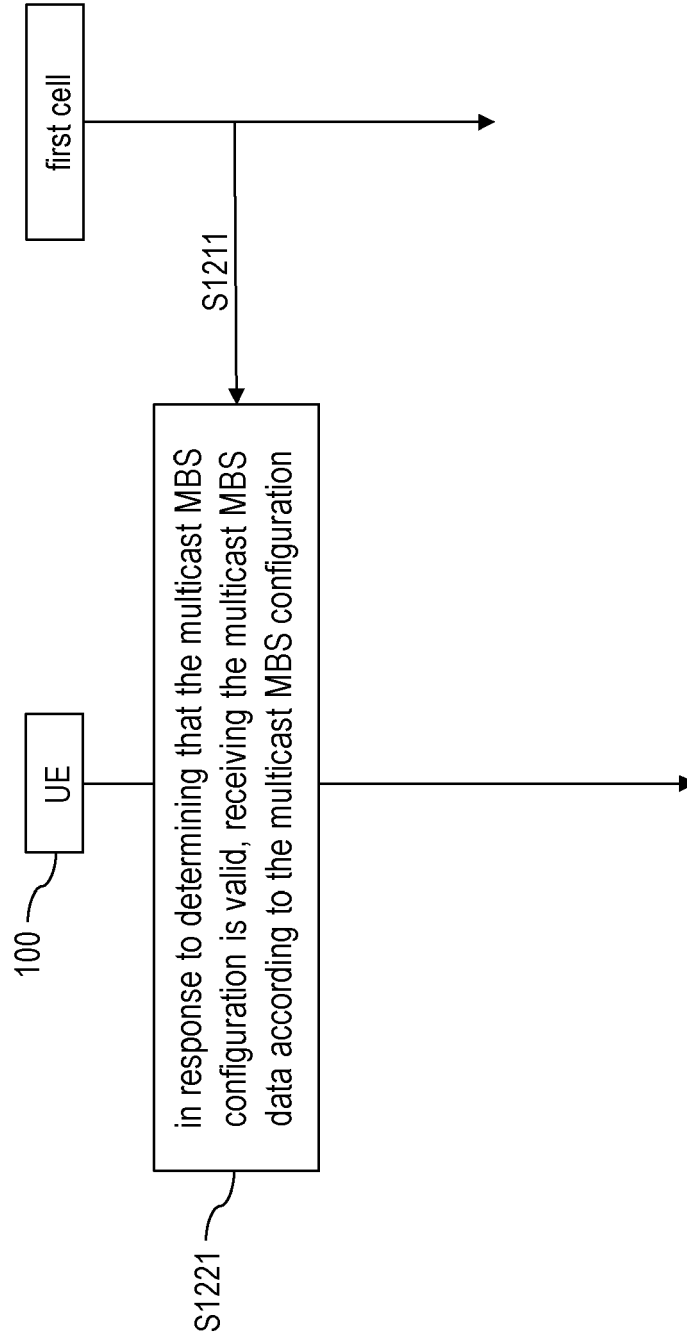 100
UE
first cell
S1211
S1221
in response to determining that the multicast MBS
configuration is valid, receiving the multicast MBS
data according to the multicast MBS configuration